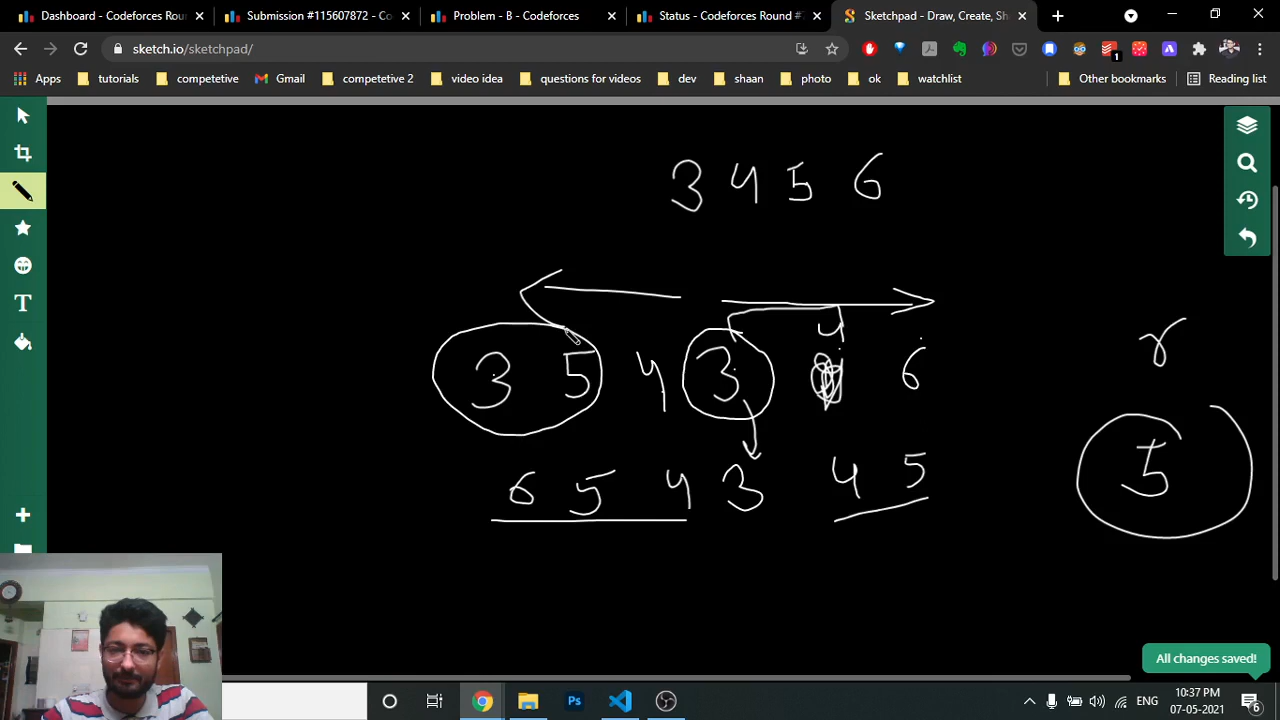 Dashboard - Codeforces Rou
Submission #115607872 - Co
Problem - B - Codeforces
Status - Codeforces Round #
Sketchpad - Draw, Create, Sh
sketch.io/sketchpad/
1
Apps
tutorials
competetive
Gmail
competetive 2
video idea
questions for videos
dev
shaan
photo
ok
watchlist
Other bookmarks
Reading list
3 4 5 6
4
3 5 4 3 6
6 5 4 3 4 5
r
5
T
All changes saved!
Ps
ENG
10:37 PM
07-05-2021
6